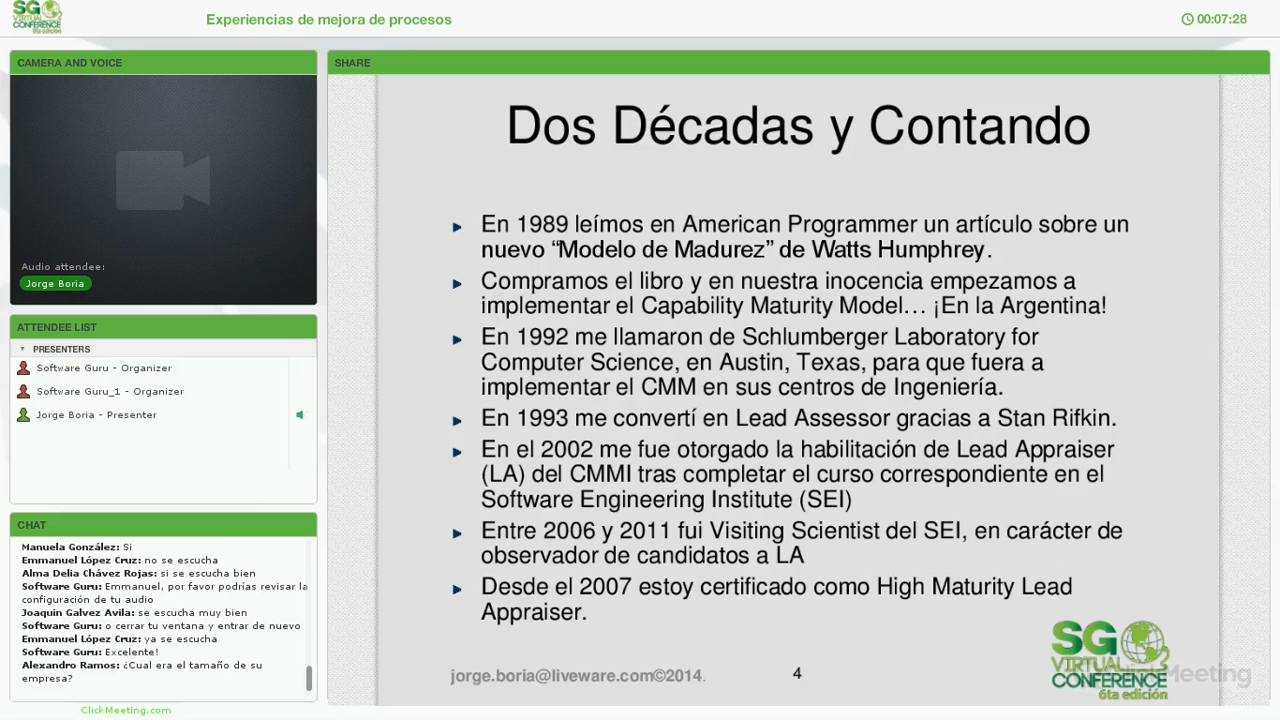 SG
VIRTUAL
CONFERENCE
6ta edición
Experiencias de mejora de procesos
00:07:28
CAMERA AND VOICE
Audio attendee:
Jorge Boria
ATTENDEE LIST
PRESENTERS
Software Guru - Organizer
Software Guru_1 - Organizer
Jorge Boria - Presenter
CHAT
Manuela González: Si
Emmanuel López Cruz: no se escucha
Alma Delia Chávez Rojas: si se escucha bien
Software Guru: Emmanuel, por favor podrías revisar la
configuración de tu audio
Joaquin Galvez Avila: se escucha muy bien
Software Guru: o cerrar tu ventana y entrar de nuevo
Emmanuel López Cruz: ya se escucha
Software Guru: Excelente!
Alexandro Ramos: ¿Cual era el tamaño de su
empresa?
ClickMeeting.com
SHARE
Dos Décadas y Contando
En 1989 leímos en American Programmer un artículo sobre un
nuevo “Modelo de Madurez” de Watts Humphrey.
Compramos el libro y en nuestra inocencia empezamos a
implementar el Capability Maturity Model… ¡En la Argentina!
En 1992 me llamaron de Schlumberger Laboratory for
Computer Science, en Austin, Texas, para que fuera a
implementar el CMM en sus centros de Ingeniería.
En 1993 me convertí en Lead Assessor gracias a Stan Rifkin.
En el 2002 me fue otorgado la habilitación de Lead Appraiser
(LA) del CMMI tras completar el curso correspondiente en el
Software Engineering Institute (SEI)
Entre 2006 y 2011 fui Visiting Scientist del SEI, en carácter de
observador de candidatos a LA
Desde el 2007 estoy certificado como High Maturity Lead
Appraiser.
jorge.boria@liveware.com©2014.
4
SG
VIRTUAL
CONFERENCE
6ta edición